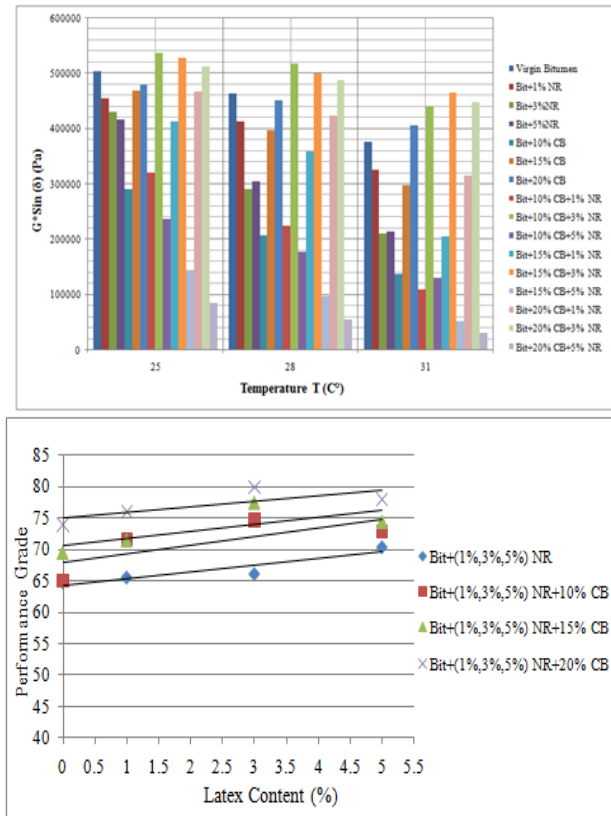 600000
500000
400000
300000
200000
100000
0
G*Sin (δ) (Pa)
25
28
31
Temperature T (C°)
Virgin Bitumen
Bit+1% NR
Bit+3%NR
Bit+5%NR
Bit+10% CB
Bit+15% CB
Bit+20% CB
Bit+10% CB+1% NR
Bit+10% CB+3% NR
Bit+10% CB+5% NR
Bit+15% CB+1% NR
Bit+15% CB+3% NR
Bit+15% CB+5% NR
Bit+20% CB+1% NR
Bit+20% CB+3% NR
Bit+20% CB+5% NR
85
80
75
70
65
60
55
50
45
40
Performance Grade
0 0.5 1 1.5 2 2.5 3 3.5 4 4.5 5 5.5
Latex Content (%)
Bit+(1%,3%,5%) NR
Bit+(1%,3%,5%) NR+10% CB
Bit+(1%,3%,5%) NR+15% CB
Bit+(1%,3%,5%) NR+20% CB